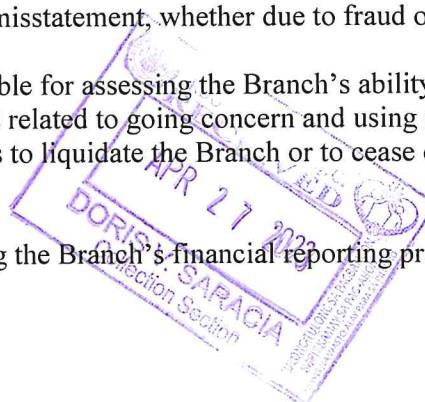 misstatement, whether due to fraud o
ble for assessing the Branch's ability
related to going concern and using
s to liquidate the Branch or to cease
g the Branch's financial reporting pr
RECEIVED
APR 27 2023
DORIS V. SARACIA
Collection Section